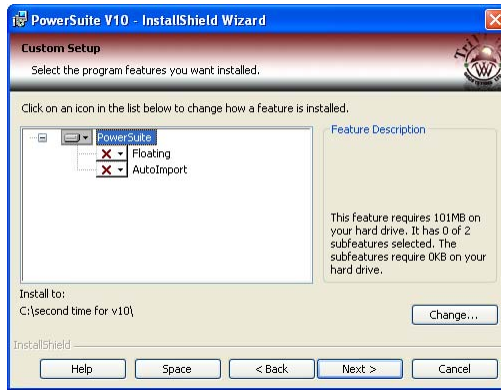 PowerSuite V10 - InstallShield Wizard
Custom Setup
Select the program features you want installed.
Click on an icon in the list below to change how a feature is installed.
PowerSuite
Floating
AutoImport
Feature Description
This feature requires 101MB on
your hard drive. It has 0 of 2
subfeatures selected. The
subfeatures require 0KB on your
hard drive.
Install to:
C:\second time for v10\
Change...
InstallShield
Help
Space
< Back
Next >
Cancel